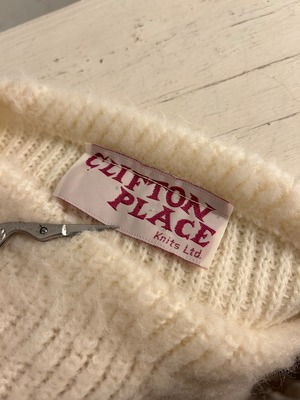 CLIFTON
PLACE
Knits Ltd.